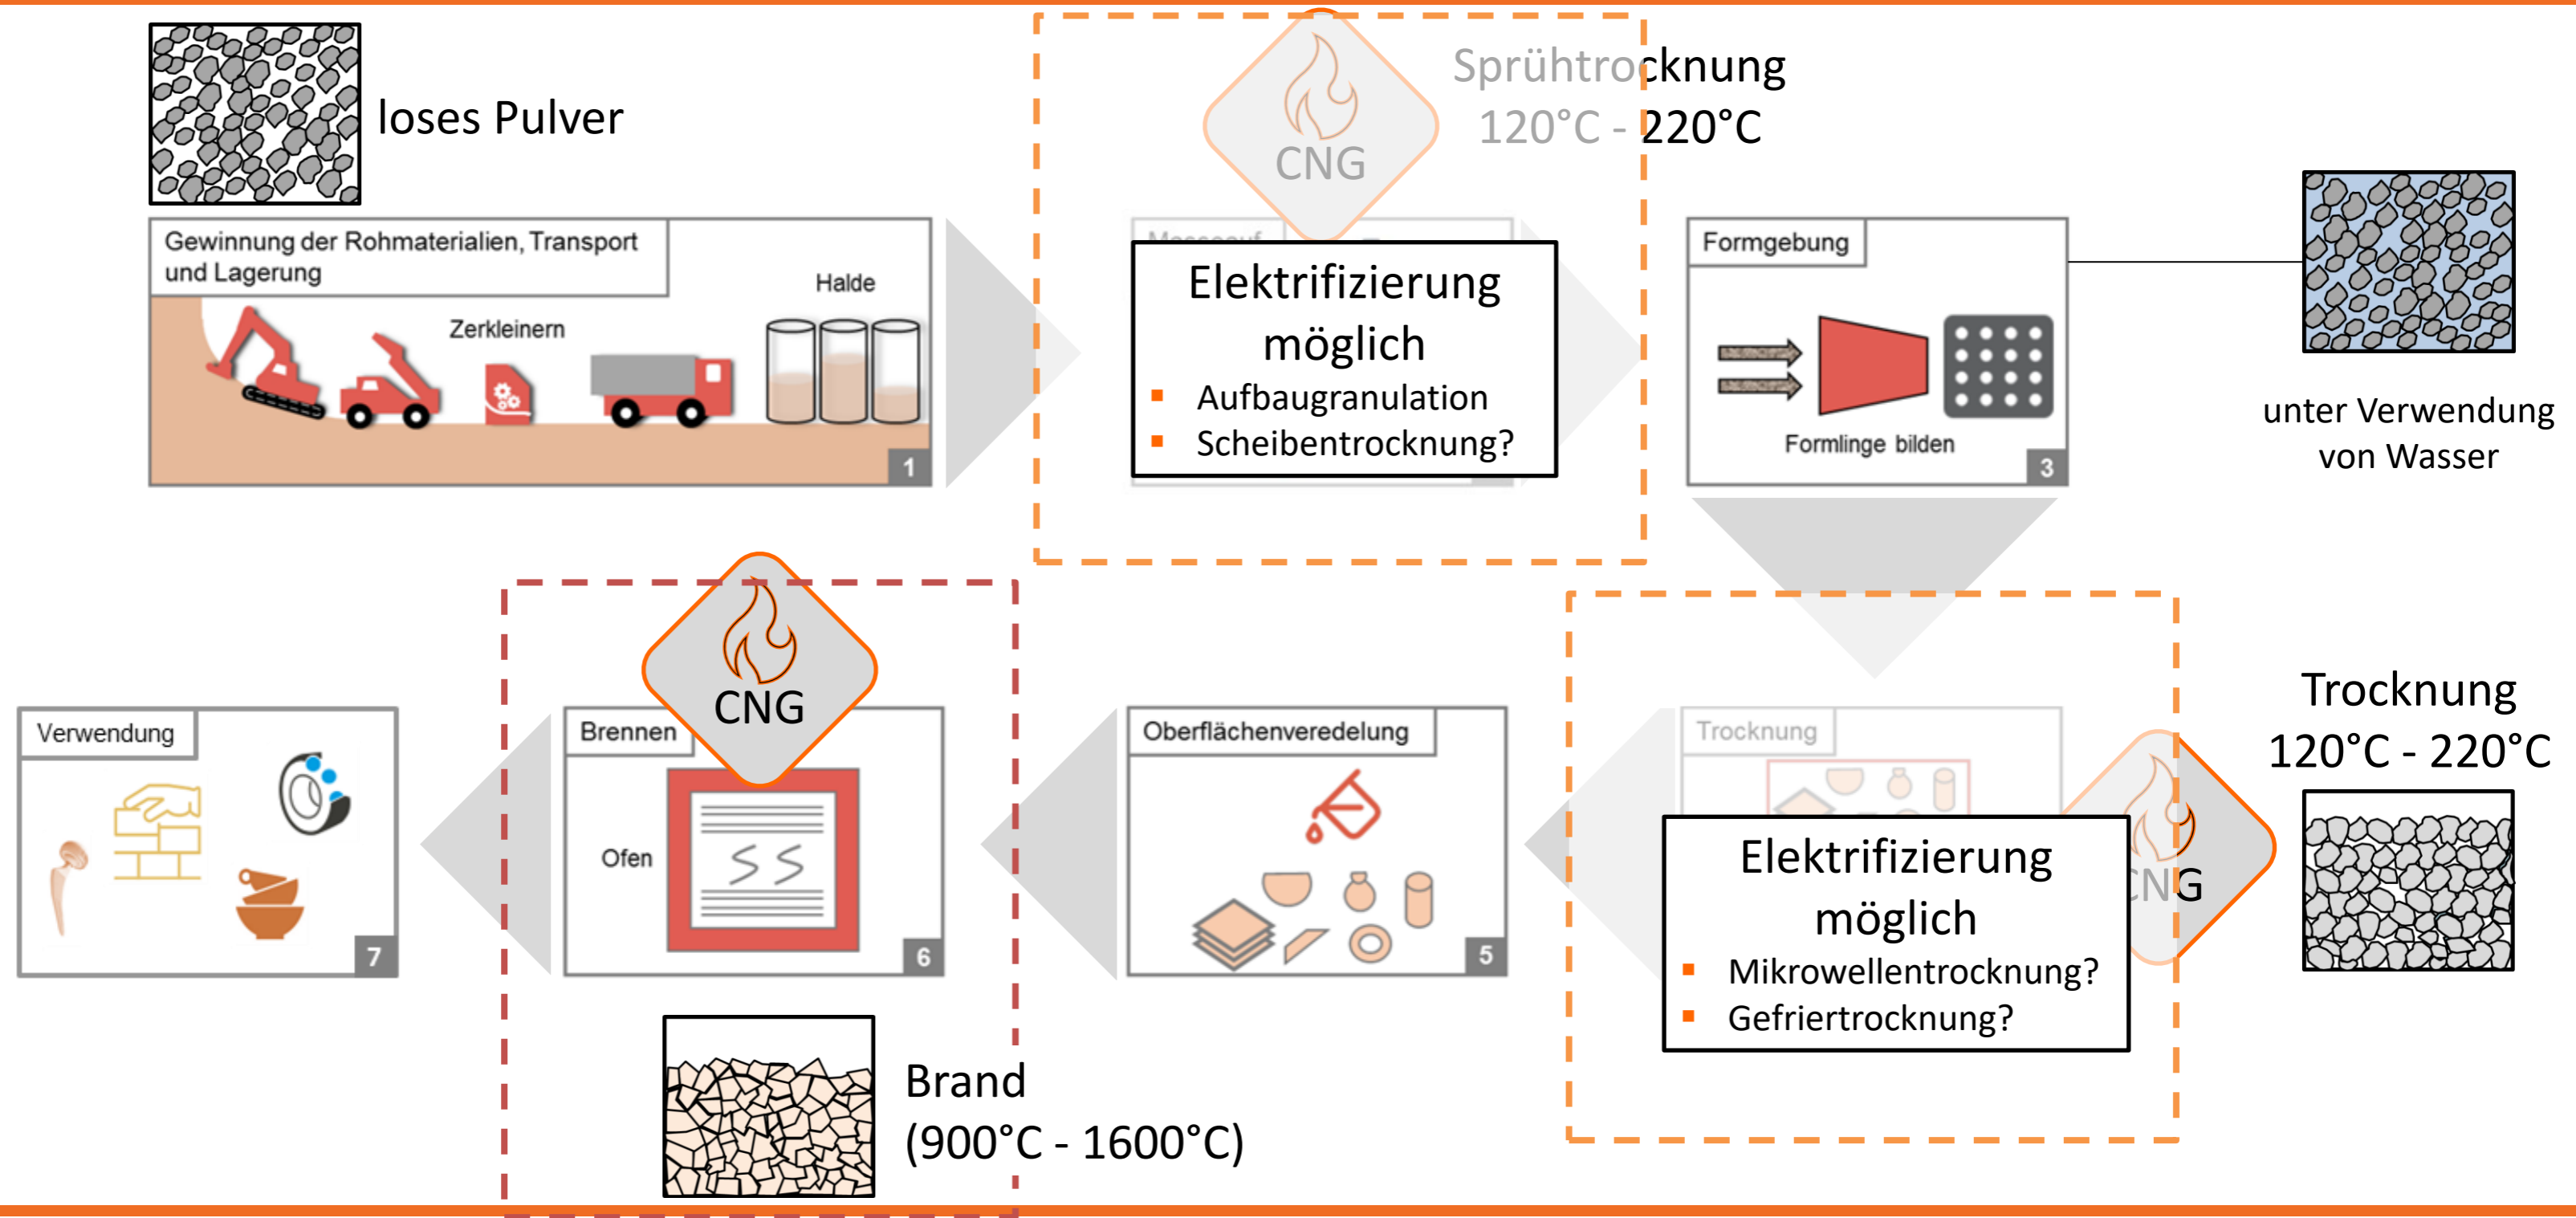 loses Pulver
CNG
Sprühtrocknung
120°C - 220°C
Gewinnung der Rohmaterialien, Transport
und Lagerung
Halde
Zerkleinern
1
Elektrifizierung
möglich
▪ Aufbaugranulation
▪ Scheibentrocknung?
Formgebung
Formlinge bilden
3
unter Verwendung
von Wasser
Verwendung
7
CNG
Brennen
Ofen
6
Brand
(900°C - 1600°C)
Oberflächenveredelung
5
Trocknung
CNG
Elektrifizierung
möglich
▪ Mikrowellentrocknung?
▪ Gefriertrocknung?
Trocknung
120°C - 220°C